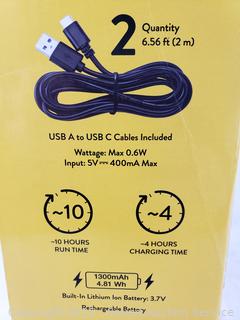 2 Quantity
6.56 ft (2 m)
USB A to USB C Cables Included
Wattage: Max 0.6W
Input: 5V⎓ 400mA Max
~10
~4
~10 HOURS
RUN TIME
~4 HOURS
CHARGING TIME
1300mAh
4.81 Wh
Built-In Lithium Ion Battery: 3.7V
Rechargeable Battery